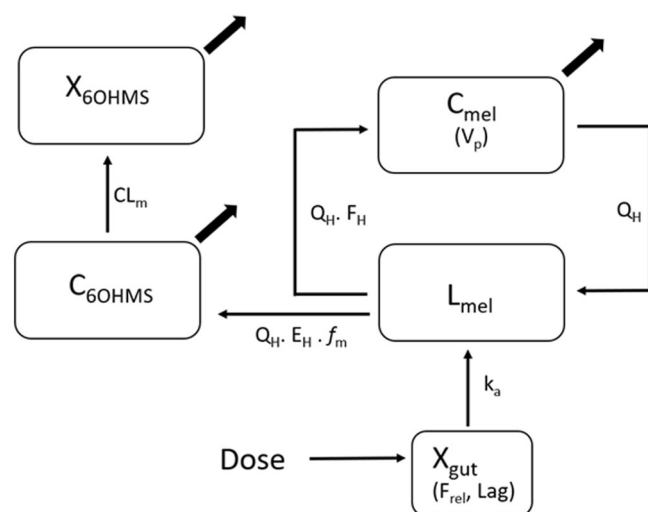 X6OHMS
CLm
C6OHMS
QH. EH . fm
Cmel
(Vp)
QH. FH
QH
Lmel
ka
Dose
Xgut
(Frel, Lag)